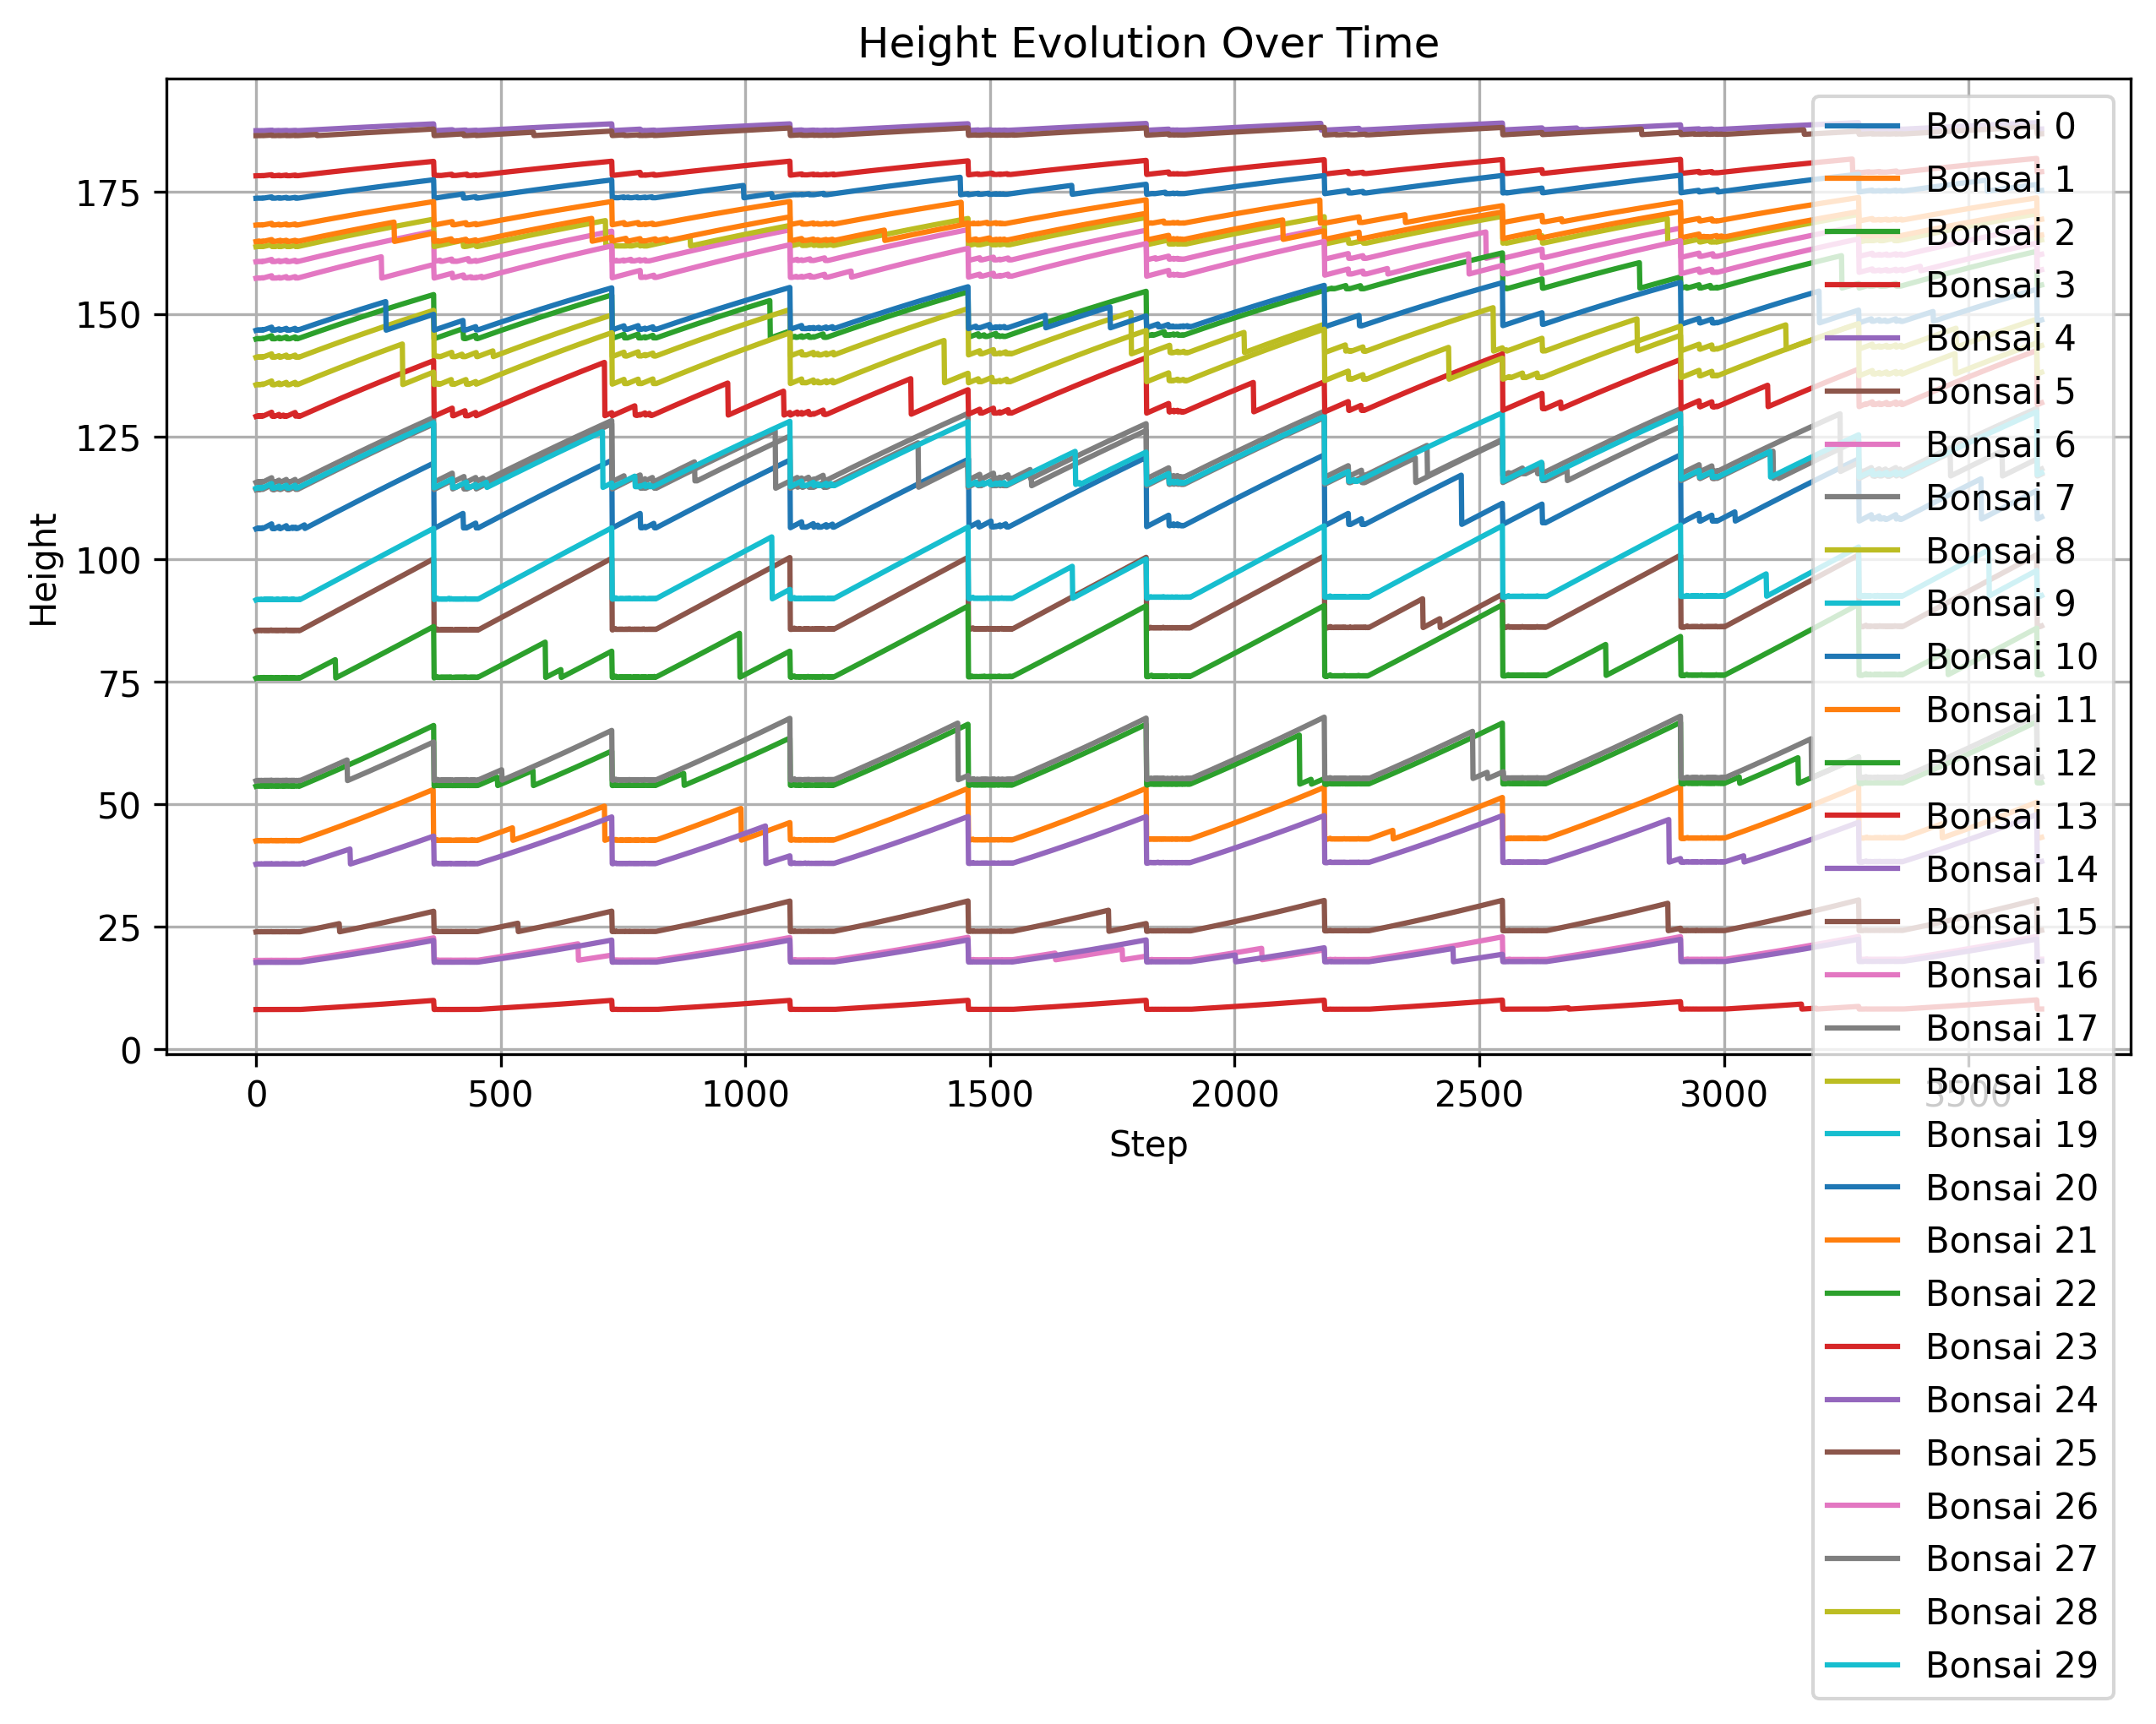 Height Evolution Over Time
Height
175
150
125
100
75
50
25
0
0 500 1000 1500 2000 2500 3000 3500
Step
Bonsai 0
Bonsai 1
Bonsai 2
Bonsai 3
Bonsai 4
Bonsai 5
Bonsai 6
Bonsai 7
Bonsai 8
Bonsai 9
Bonsai 10
Bonsai 11
Bonsai 12
Bonsai 13
Bonsai 14
Bonsai 15
Bonsai 16
Bonsai 17
Bonsai 18
Bonsai 19
Bonsai 20
Bonsai 21
Bonsai 22
Bonsai 23
Bonsai 24
Bonsai 25
Bonsai 26
Bonsai 27
Bonsai 28
Bonsai 29